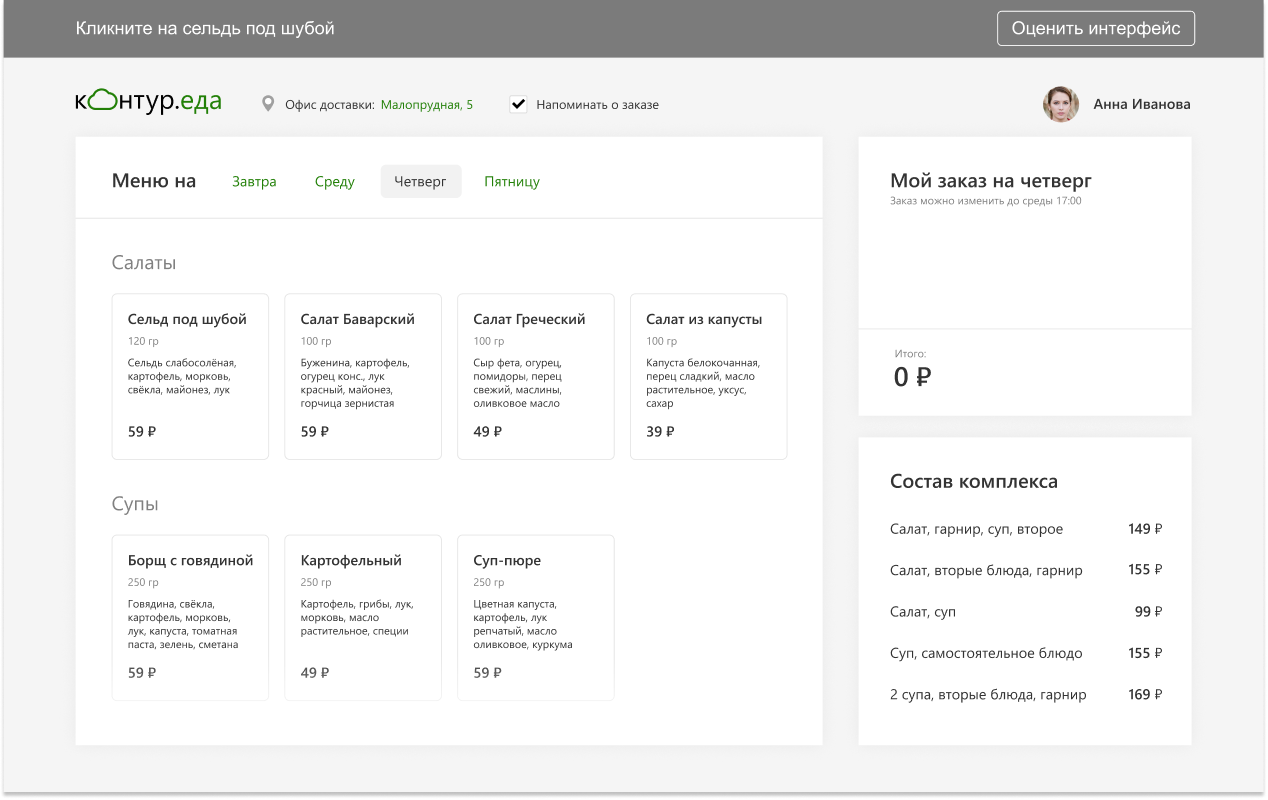 Кликните на сельдь под шубой
Оценить интерфейс
контур.еда
Офис доставки: Малопрудная, 5
Напоминать о заказе
Анна Иванова
Меню на
Завтра
Среду
Четверг
Пятницу
Салаты
Сельд под шубой
120 гр
Сельдь слабосолёная,
картофель, морковь,
свёкла, майонез, лук
59 ₽
Салат Баварский
100 гр
Буженина, картофель,
огурец конс., лук
красный, майонез,
горчица зернистая
59 ₽
Салат Греческий
100 гр
Сыр фета, огурец,
помидоры, перец
свежий, маслины,
оливковое масло
49 ₽
Салат из капусты
100 гр
Капуста белокочанная,
перец сладкий, масло
растительное, уксус,
сахар
39 ₽
Супы
Борщ с говядиной
250 гр
Говядина, свёкла,
картофель, морковь,
лук, капуста, томатная
паста, зелень, сметана
59 ₽
Картофельный
250 гр
Картофель, грибы, лук,
морковь, масло
растительное, специи
49 ₽
Суп-пюре
250 гр
Цветная капуста,
картофель, лук
репчатый, масло
оливковое, куркума
59 ₽
Мой заказ на четверг
Заказ можно изменить до среды 17:00
Итого:
0 ₽
Состав комплекса
Салат, гарнир, суп, второе 149 ₽
Салат, вторые блюда, гарнир 155 ₽
Салат, суп 99 ₽
Суп, самостоятельное блюдо 155 ₽
2 супа, вторые блюда, гарнир 169 ₽